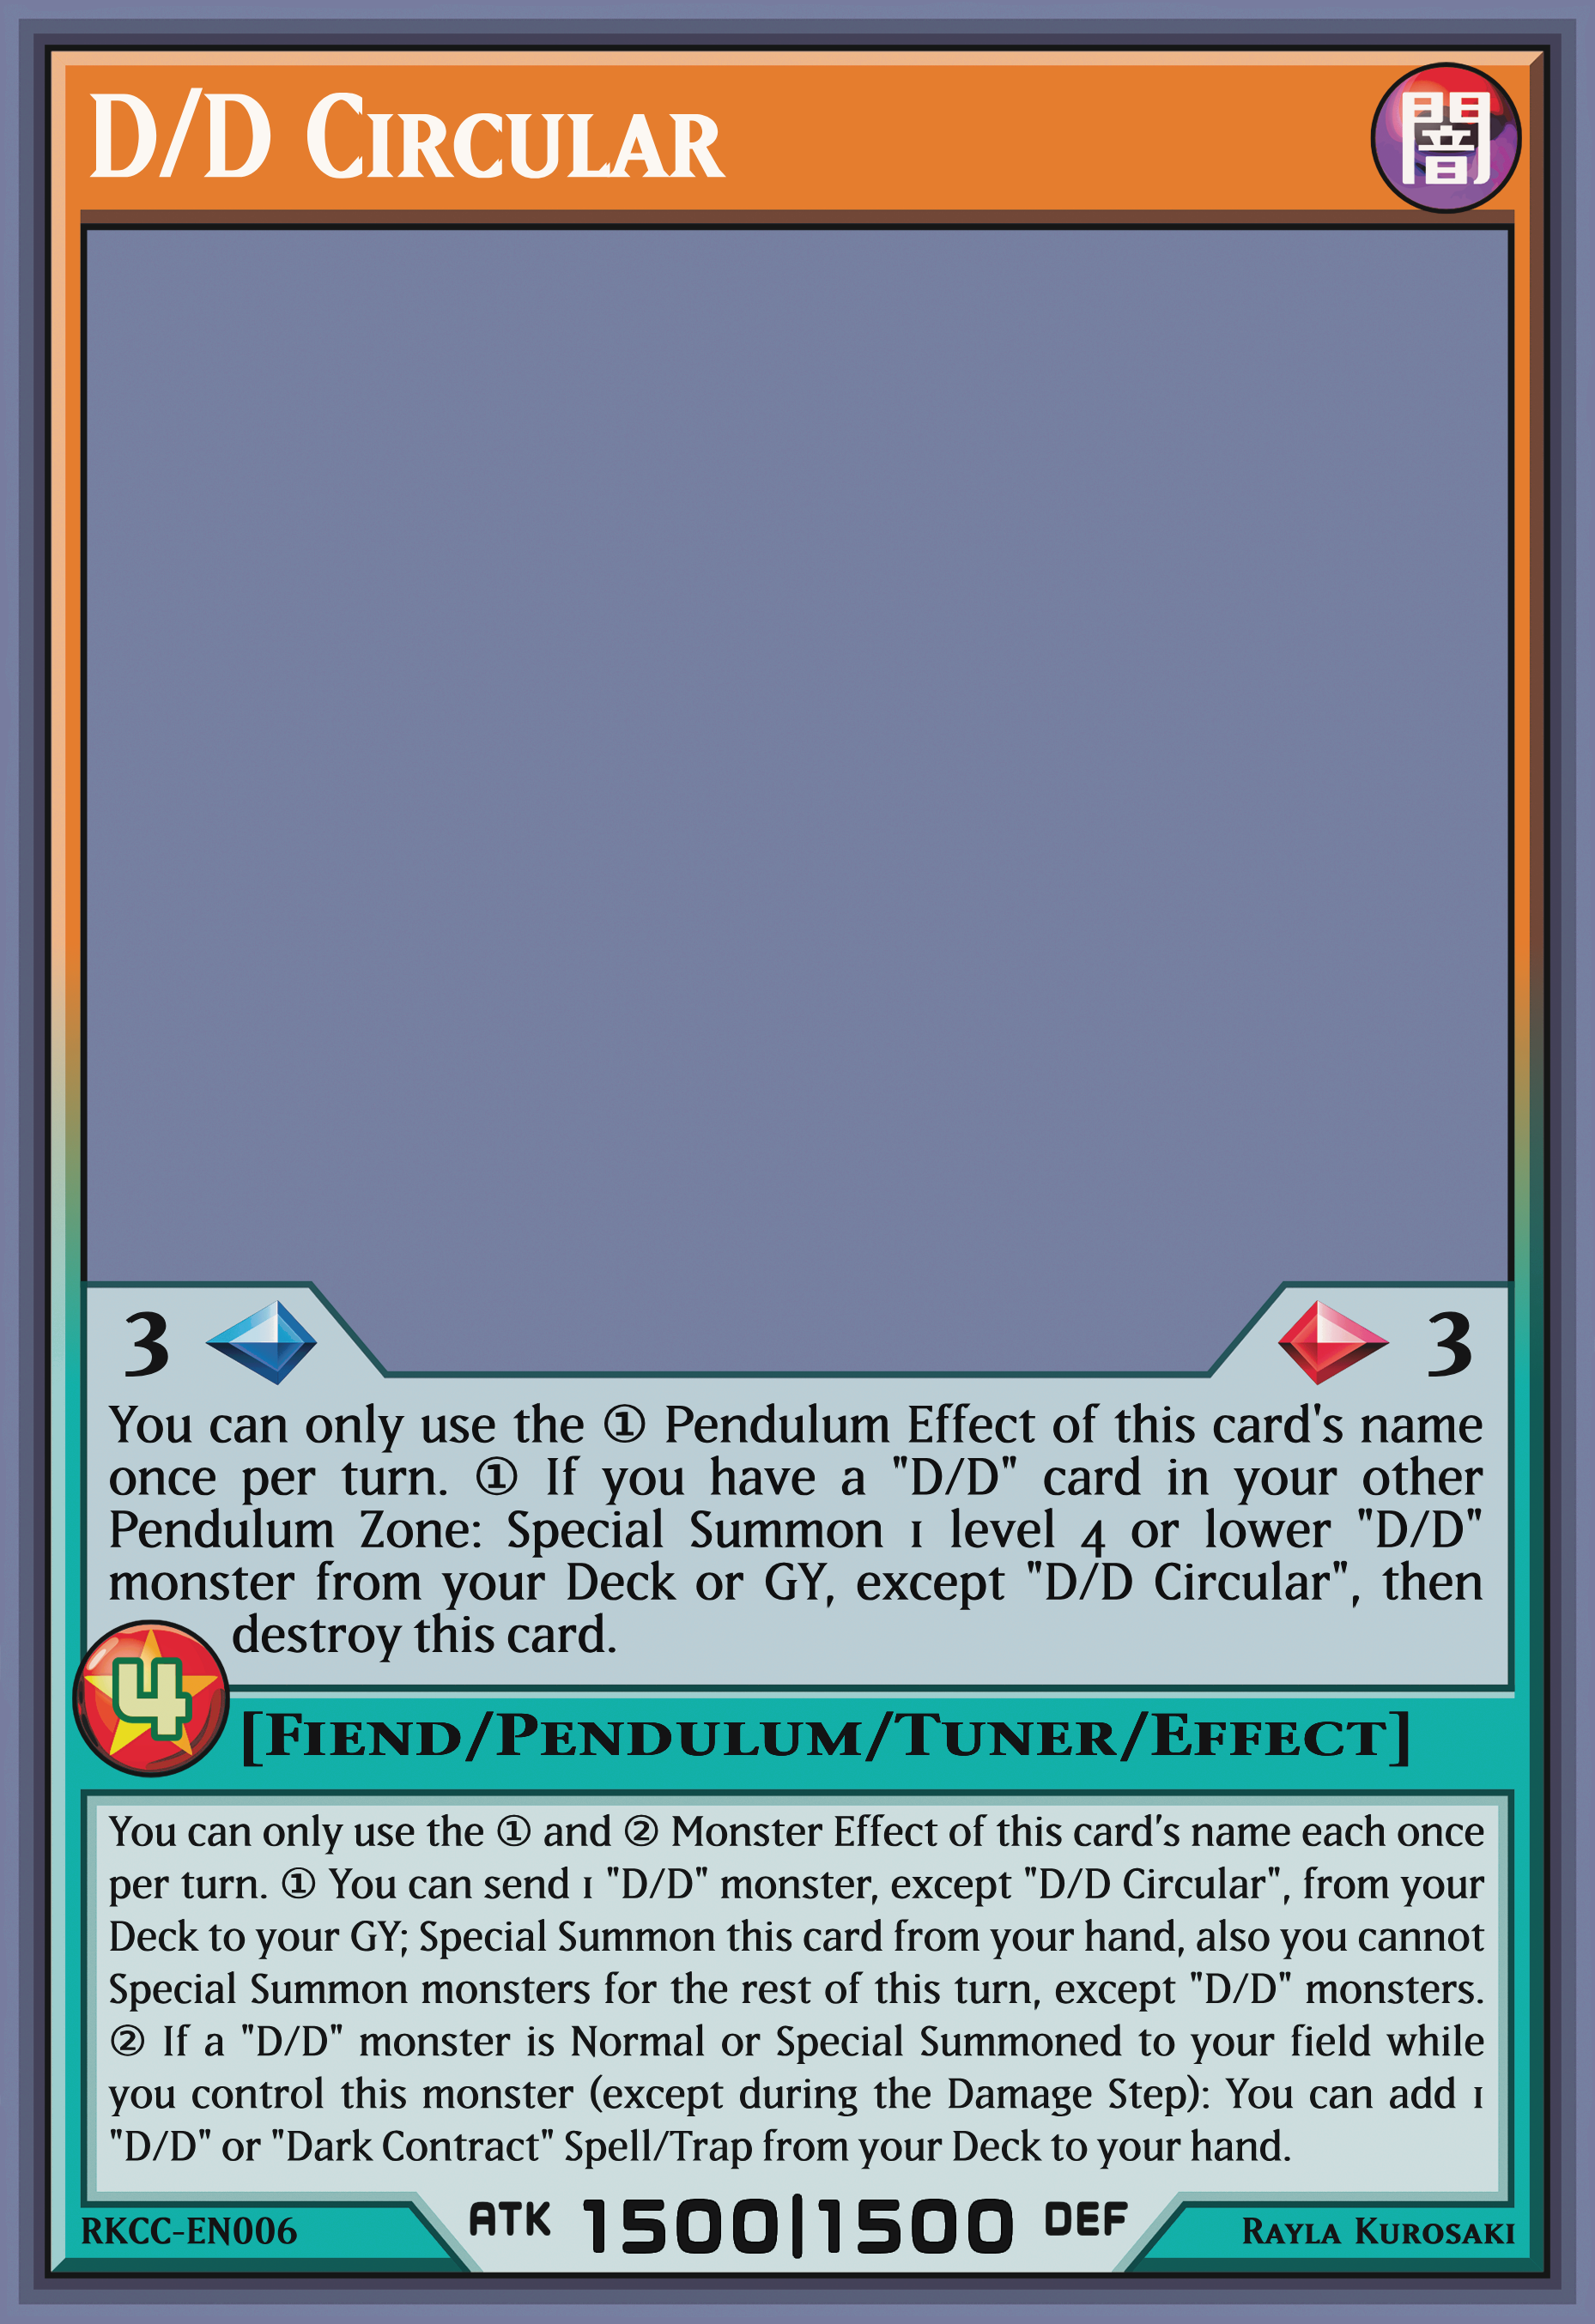 D/D Circular
闇
3
3
You can only use the ① Pendulum Effect of this card's name
once per turn. ① If you have a "D/D" card in your other
Pendulum Zone: Special Summon 1 level 4 or lower "D/D"
monster from your Deck or GY, except "D/D Circular", then
destroy this card.
4
[Fiend/Pendulum/Tuner/Effect]
You can only use the ① and ② Monster Effect of this card's name each once
per turn. ① You can send 1 "D/D" monster, except "D/D Circular", from your
Deck to your GY; Special Summon this card from your hand, also you cannot
Special Summon monsters for the rest of this turn, except "D/D" monsters.
② If a "D/D" monster is Normal or Special Summoned to your field while
you control this monster (except during the Damage Step): You can add 1
"D/D" or "Dark Contract" Spell/Trap from your Deck to your hand.
ATK 1500|1500 DEF
RKCC-EN006
Rayla Kurosaki